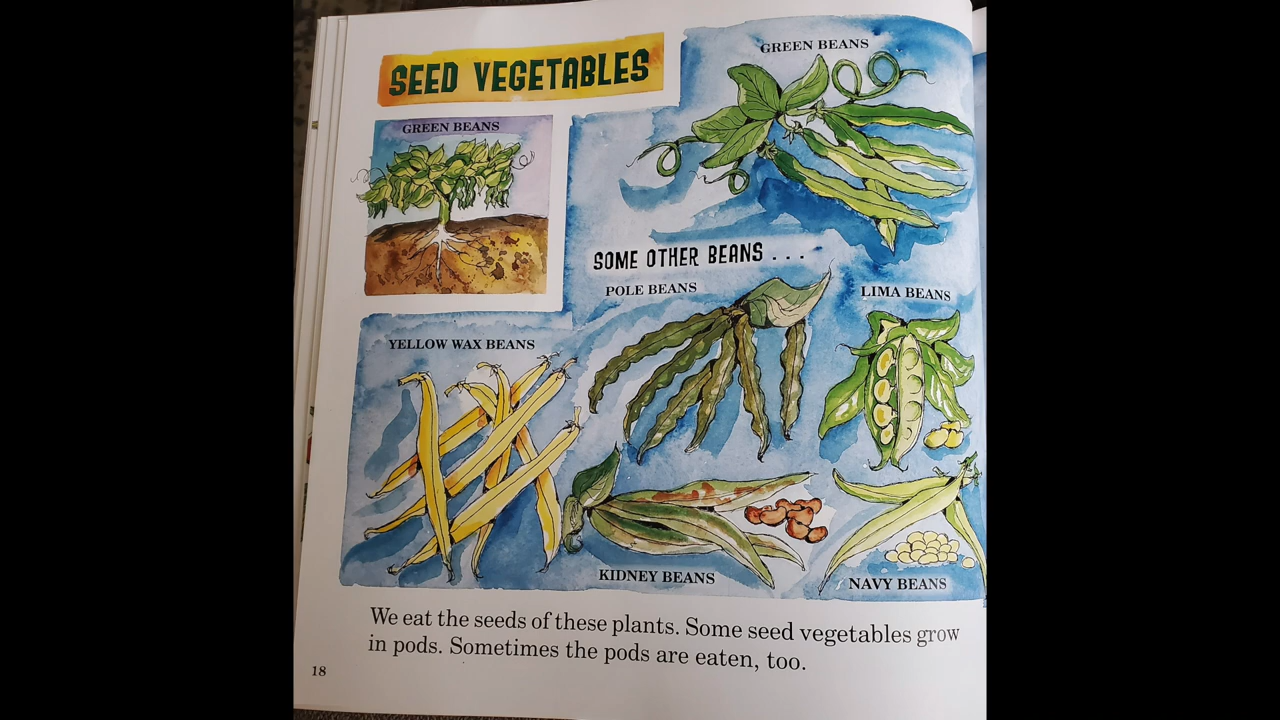 SEED VEGETABLES
GREEN BEANS
GREEN BEANS
SOME OTHER BEANS . . .
POLE BEANS
LIMA BEANS
YELLOW WAX BEANS
KIDNEY BEANS
NAVY BEANS
We eat the seeds of these plants. Some seed vegetables grow
in pods. Sometimes the pods are eaten, too.
18